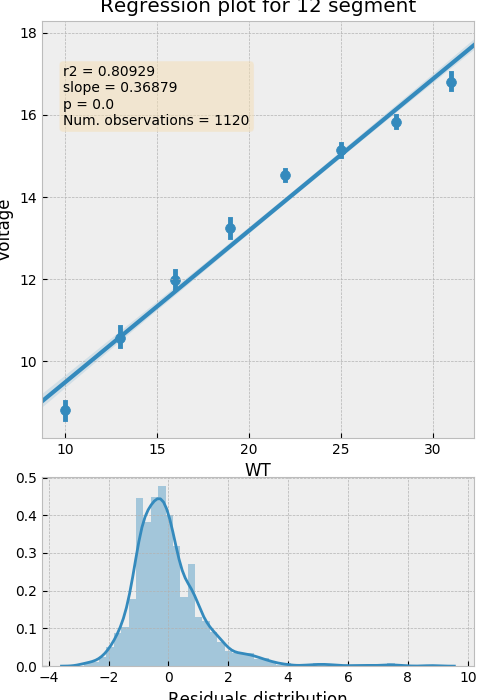 Regression plot for 12 segment
18
16
14
12
10
Voltage
r2 = 0.80929
slope = 0.36879
p = 0.0
Num. observations = 1120
10 15 20 25 30
WT
0.5
0.4
0.3
0.2
0.1
0.0
−4 −2 0 2 4 6 8 10
Residuals distribution